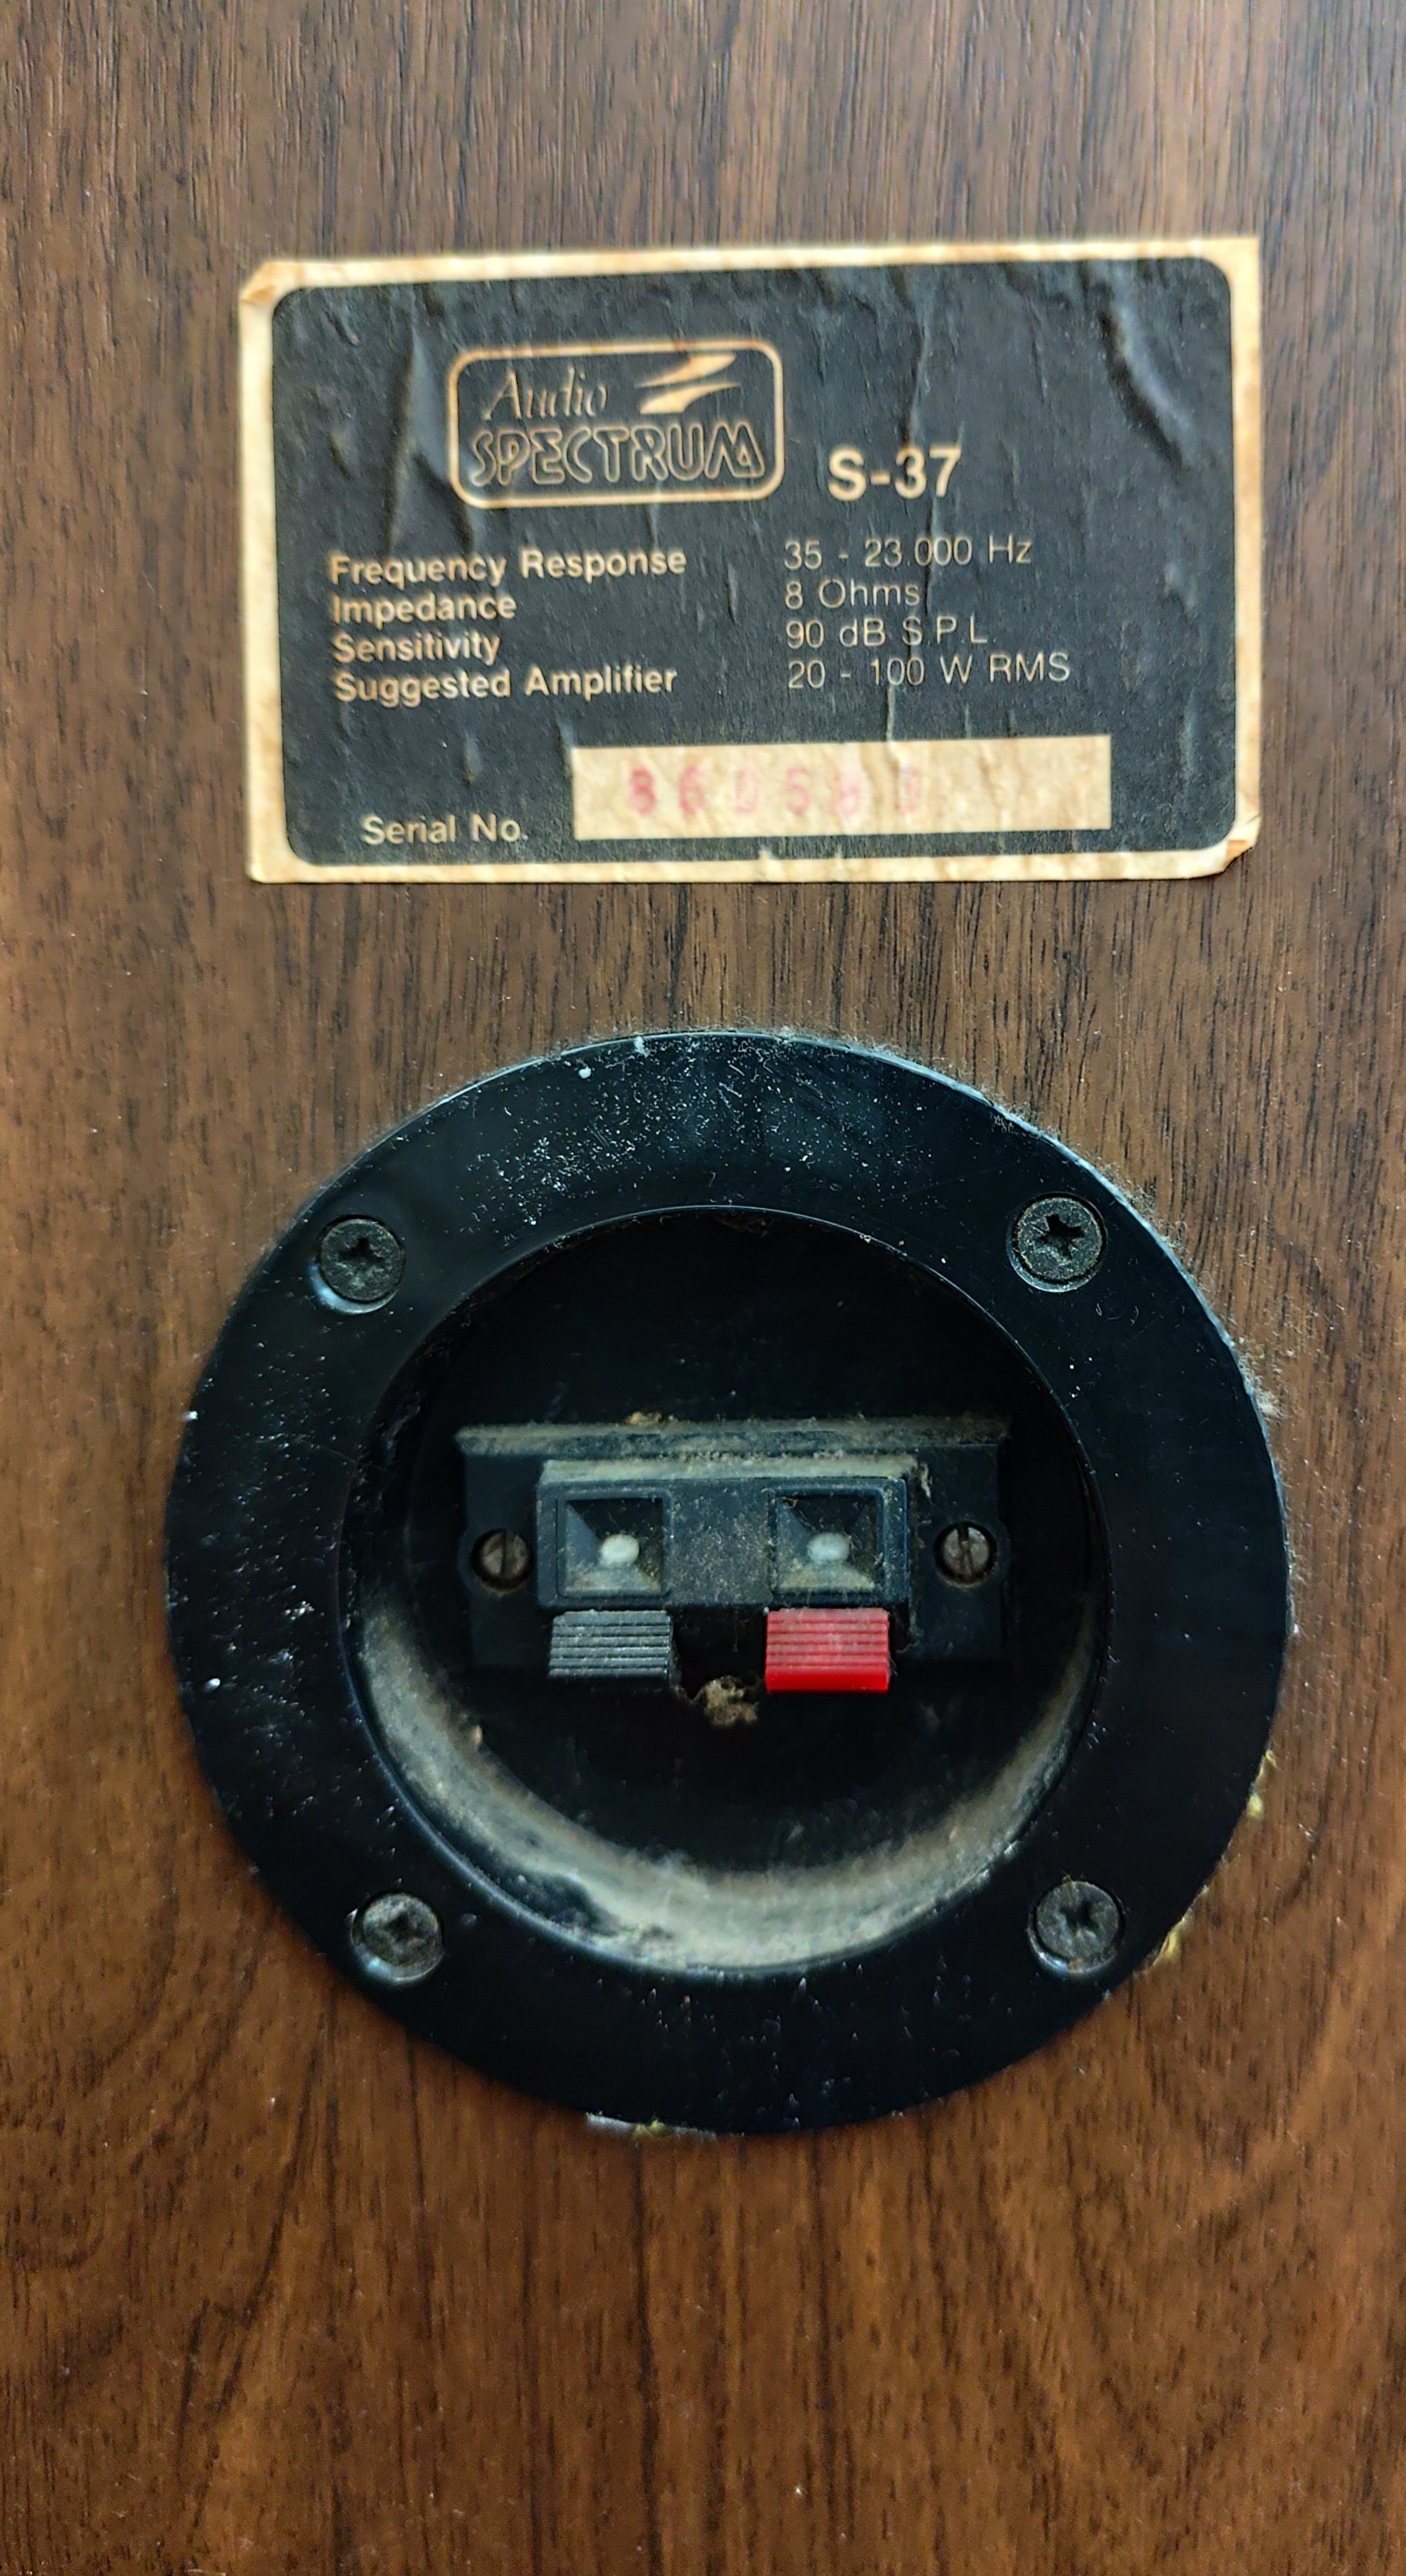 Audio
SPECTRUM
S-37
Frequency Response 35 - 23.000 Hz
Impedance 8 Ohms
Sensitivity 90 dB S.P.L.
Suggested Amplifier 20 - 100 W RMS
Serial No.